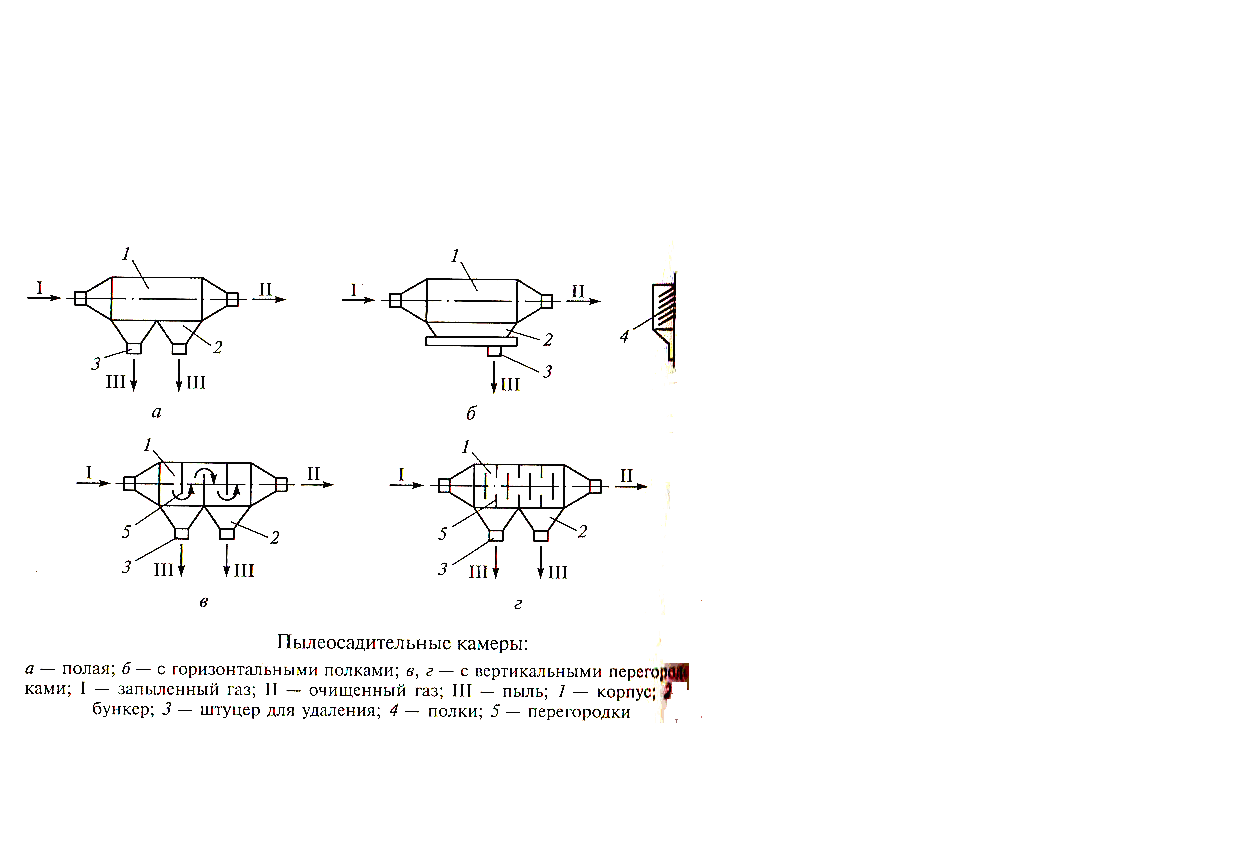 1
1
I
II
I
II
2
2
4
3
3
III
III
III
а
б
1
1
I
II
I
II
5
2
5
2
3
III
III
3
III
III
в
г
Пылеосадительные камеры:
а — полая; б — с горизонтальными полками; в, г — с вертикальными перегород
ками; I — запыленный газ; II — очищенный газ; III — пыль; 1 — корпус;
бункер; 3 — штуцер для удаления; 4 — полки; 5 — перегородки